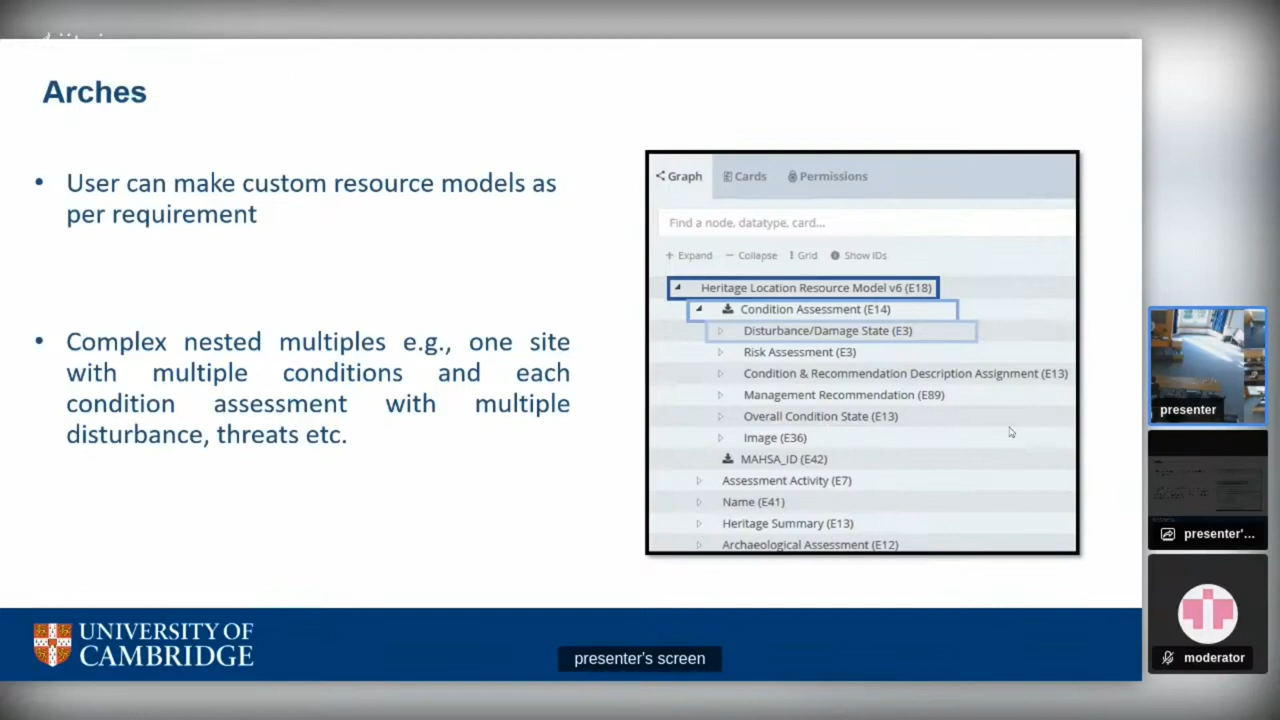 Arches
• User can make custom resource models as
per requirement
• Complex nested multiples e.g., one site
with multiple conditions and each
condition assessment with multiple
disturbance, threats etc.
Graph Cards Permissions
Find a node, datatype, card...
+ Expand − Collapse Grid Show IDs
Heritage Location Resource Model v6 (E18)
Condition Assessment (E14)
Disturbance/Damage State (E3)
Risk Assessment (E3)
Condition & Recommendation Description Assignment (E13)
Management Recommendation (E89)
Overall Condition State (E13)
Image (E36)
MAHSA_ID (E42)
Assessment Activity (E7)
Name (E41)
Heritage Summary (E13)
Archaeological Assessment (E12)
UNIVERSITY OF
CAMBRIDGE
presenter's screen
presenter
presenter'...
moderator